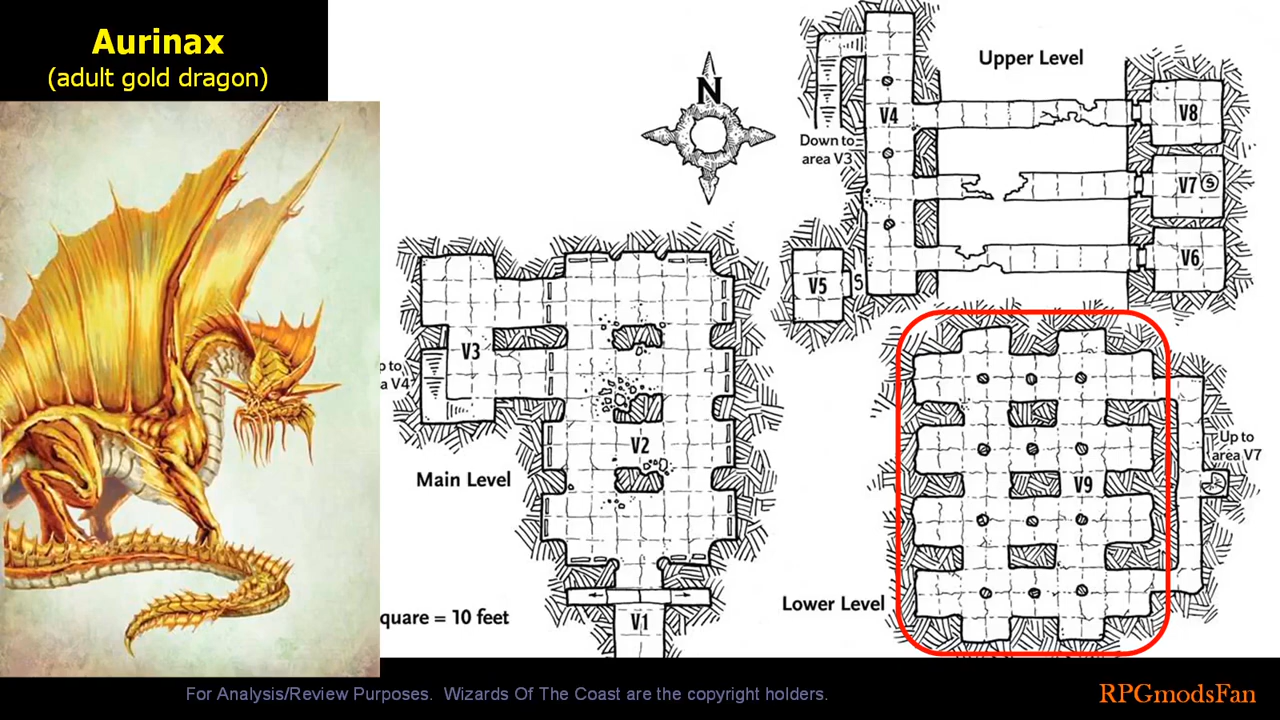 Aurinax
(adult gold dragon)
N
Upper Level
V4
V8
Down to
area V3
V7 S
V5
S
V6
V3
p to
a V4
V2
V9
Up to
area V7
Main Level
Lower Level
quare = 10 feet
V1
For Analysis/Review Purposes. Wizards Of The Coast are the copyright holders.
RPGmodsFan